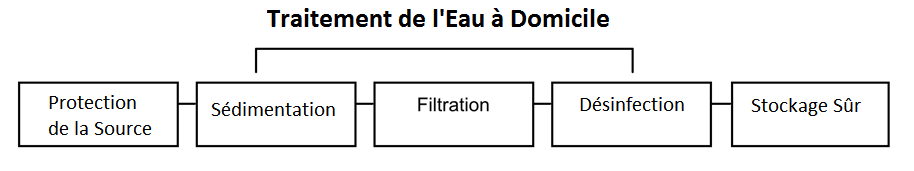 Traitement de l'Eau à Domicile
Protection
de la Source
Sédimentation
Filtration
Désinfection
Stockage Sûr